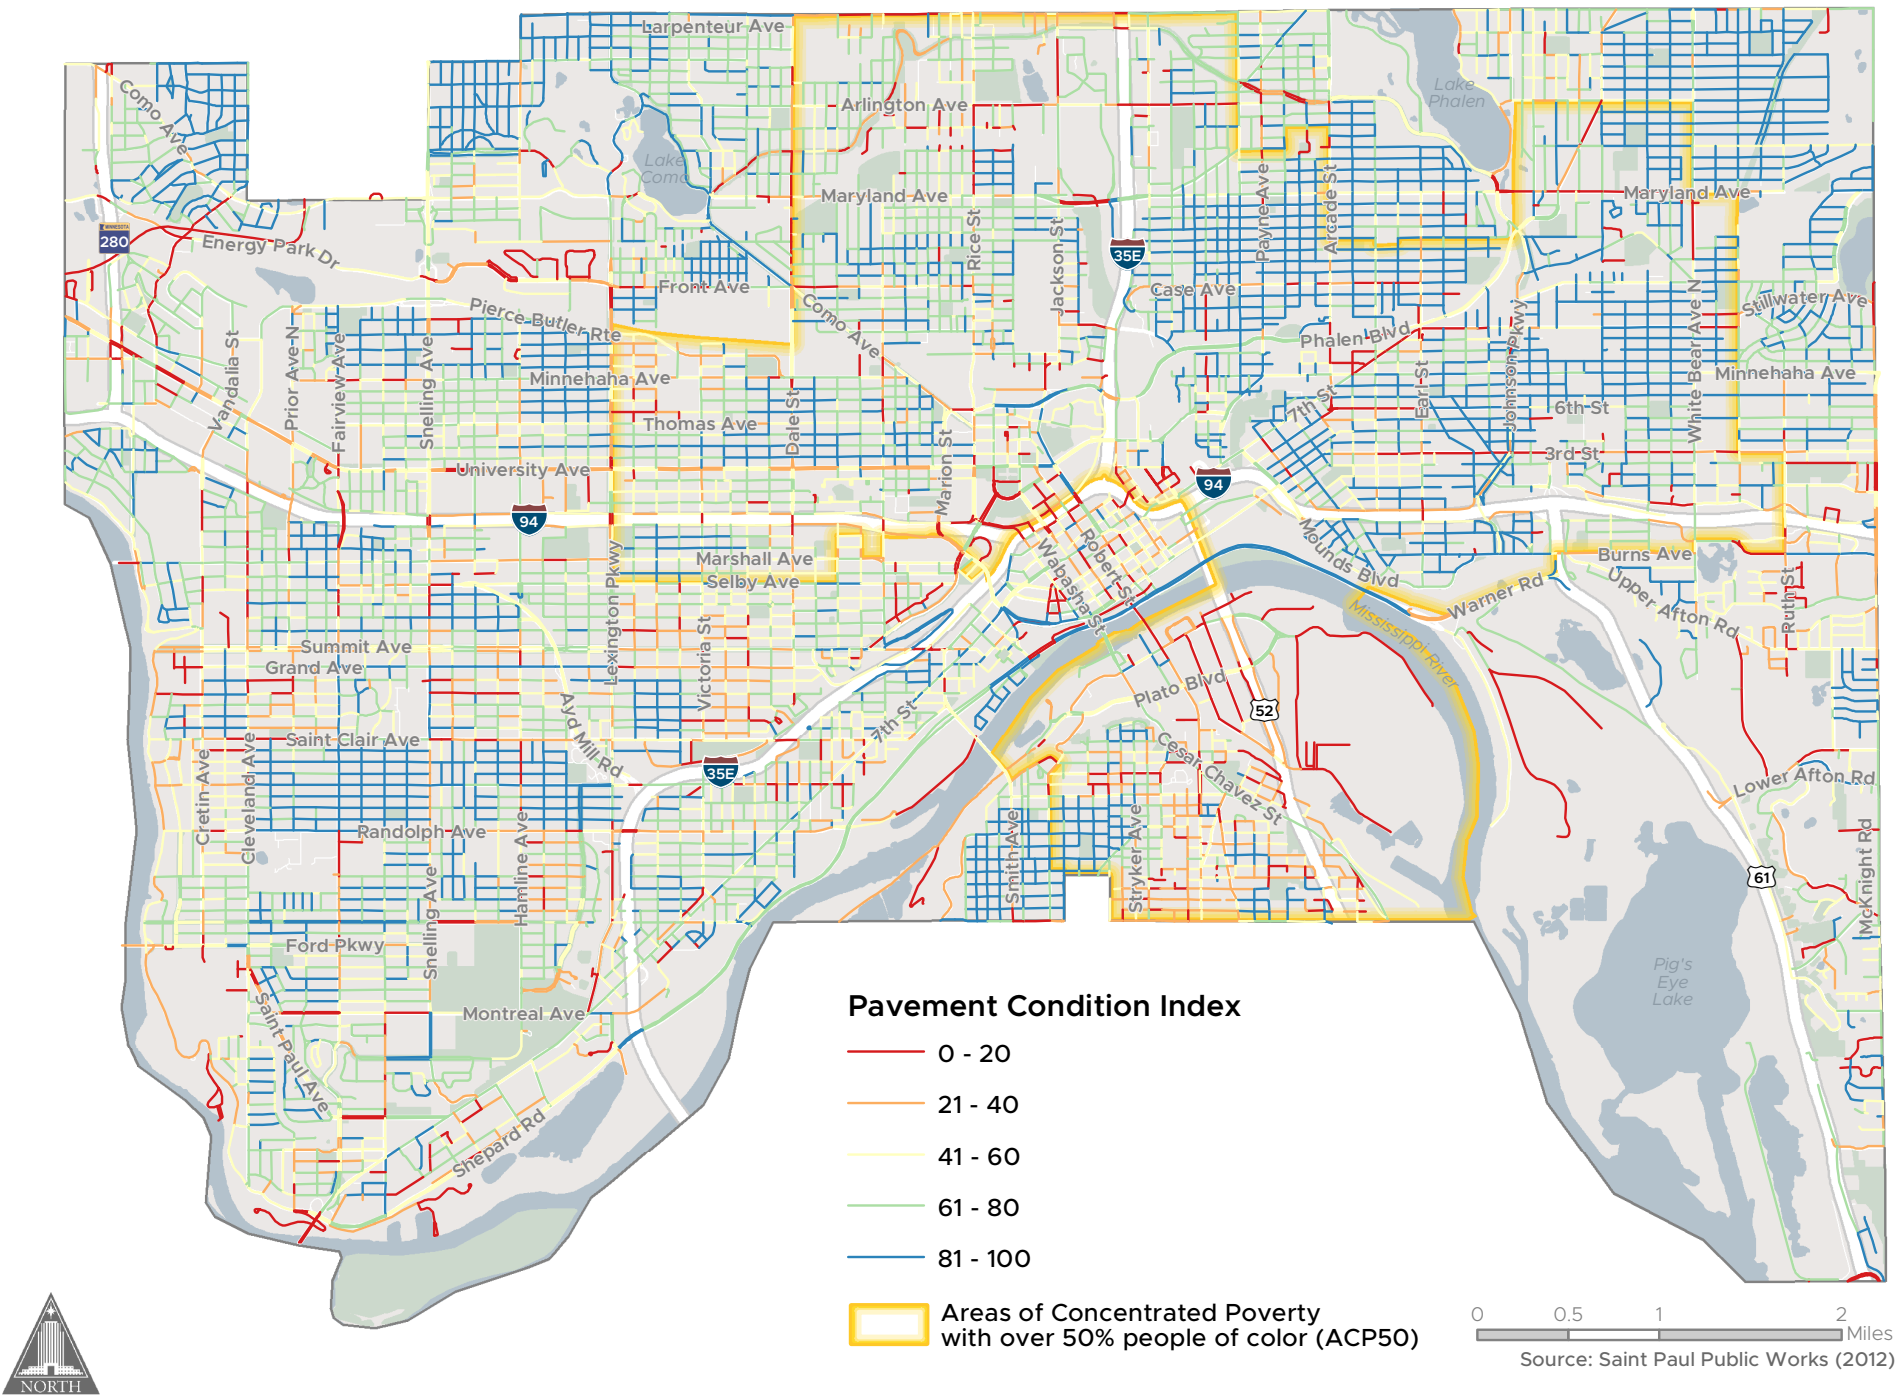 Larpenteur Ave
Como Ave
Lake
Phalen
Arlington Ave
Lake
Como
Maryland Ave
Maryland Ave
MINNESOTA
280
Energy Park Dr
Rice St
Jackson St
35E
Payne Ave
Arcade St
Front Ave
Case Ave
Pierce Butler Rte
Como Ave
Stillwater Ave
Phalen Blvd
Johnson Pkwy
White Bear Ave N
Vandalia St
Prior Ave N
Fairview Ave
Snelling Ave
Minnehaha Ave
Minnehaha Ave
Dale St
Earl St
7th St
6th St
Thomas Ave
Marion St
3rd St
University Ave
94
94
Marshall Ave
Selby Ave
Lexington Pkwy
Wabasha St
Robert St
Mounds Blvd
Burns Ave
Warner Rd
Upper Afton Rd
Ruth St
Mississippi River
Summit Ave
Grand Ave
Victoria St
Ayd Mill Rd
Plato Blvd
52
7th St
Saint Clair Ave
35E
Cesar Chavez St
Lower Afton Rd
Cretin Ave
Cleveland Ave
Randolph Ave
Hamline Ave
Snelling Ave
Smith Ave
Stryker Ave
61
McKnight Rd
Ford Pkwy
Pig's
Eye
Lake
Saint Paul Ave
Montreal Ave
Shepard Rd
Pavement Condition Index
0 - 20
21 - 40
41 - 60
61 - 80
81 - 100
Areas of Concentrated Poverty
with over 50% people of color (ACP50)
0 0.5 1 2
Miles
Source: Saint Paul Public Works (2012)
NORTH